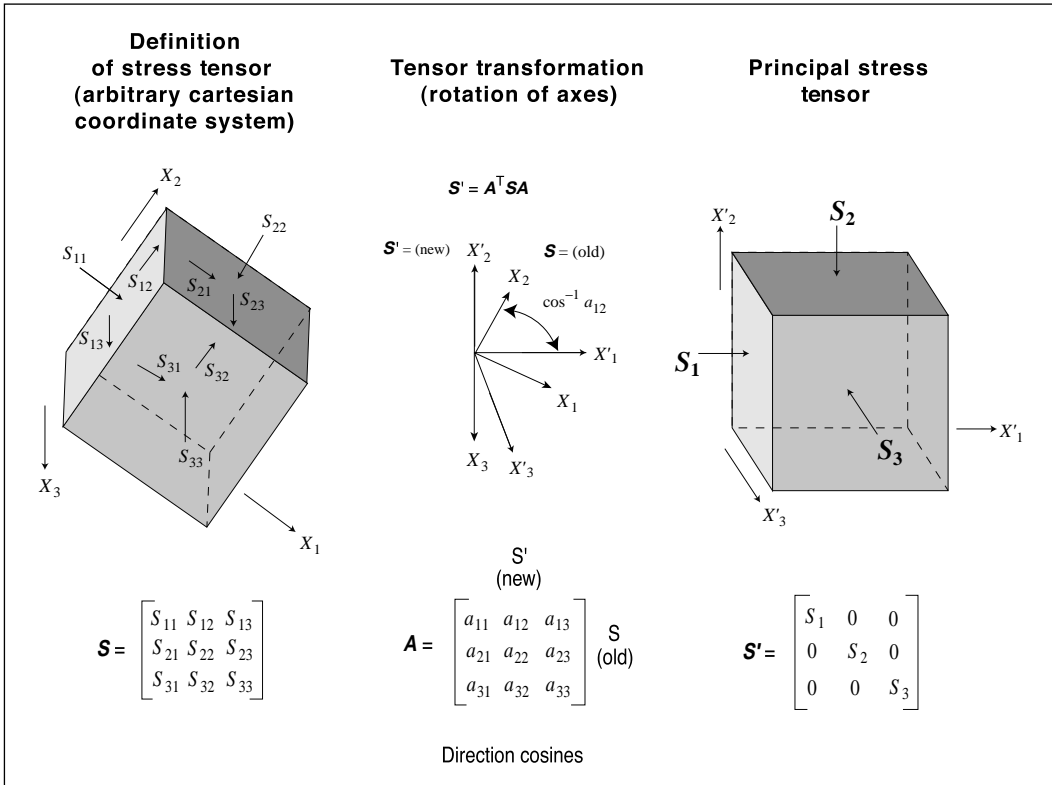 Definition
of stress tensor
(arbitrary cartesian
coordinate system)
Tensor transformation
(rotation of axes)
Principal stress
tensor
X₂
S₂₂
S₁₁
S₁₂
S₂₁
S₂₃
S₁₃
S₃₁
S₃₂
S₃₃
X₃
X₁
S' = AᵀSA
S' = (new)
X'₂
S = (old)
X₂
cos⁻¹ a₁₂
X'₁
X₁
X₃
X'₃
X'₂
S₂
S₁
S₃
X'₁
X'₃
S'
(new)
S =
S₁₁ S₁₂ S₁₃
S₂₁ S₂₂ S₂₃
S₃₁ S₃₂ S₃₃
A =
a₁₁ a₁₂ a₁₃
a₂₁ a₂₂ a₂₃
a₃₁ a₃₂ a₃₃
S
(old)
S' =
S₁ 0 0
0 S₂ 0
0 0 S₃
Direction cosines